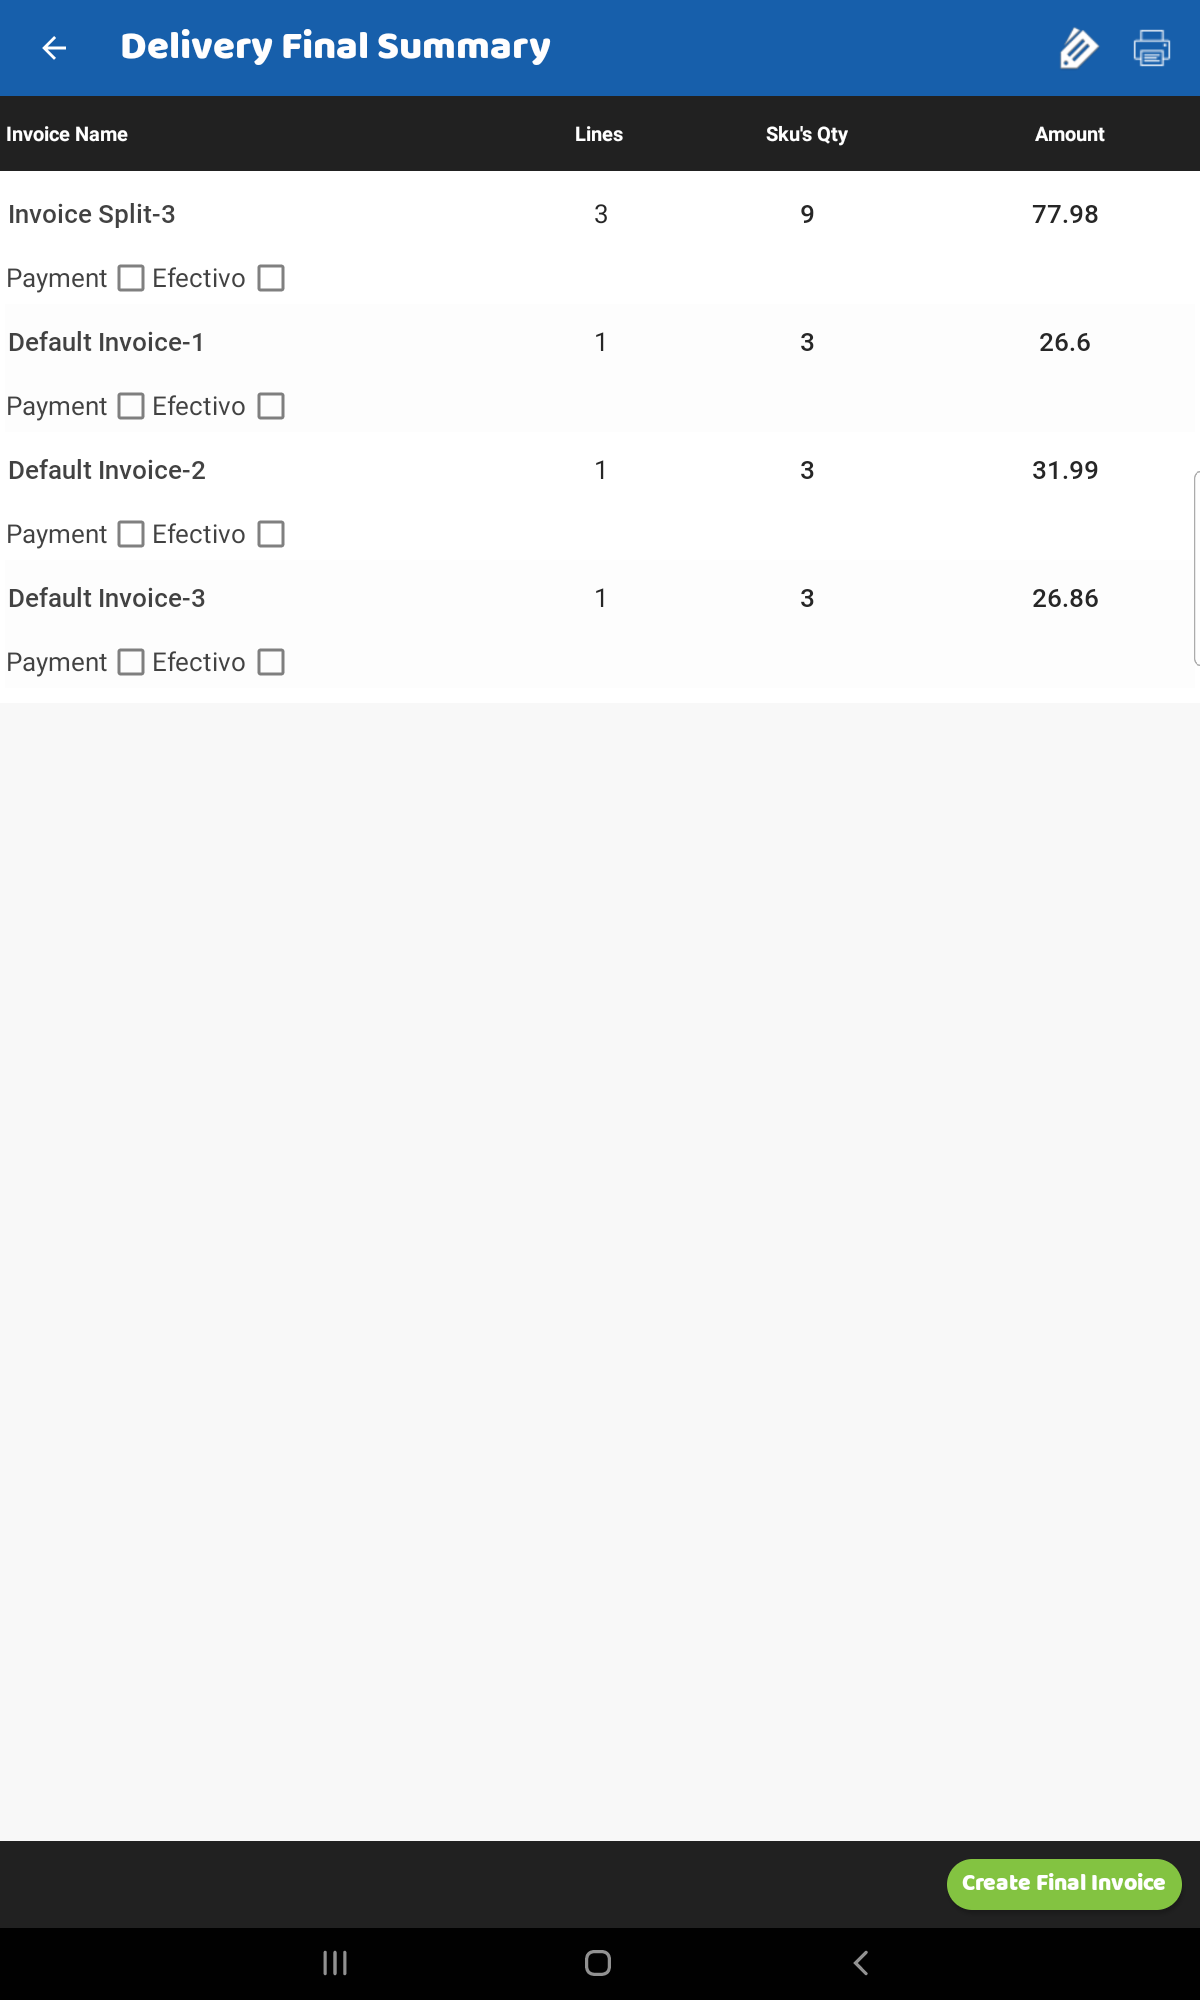 Delivery Final Summary
Invoice Name Lines Sku's Qty Amount
Invoice Split-3 3 9 77.98
Payment Efectivo
Default Invoice-1 1 3 26.6
Payment Efectivo
Default Invoice-2 1 3 31.99
Payment Efectivo
Default Invoice-3 1 3 26.86
Payment Efectivo
Create Final Invoice